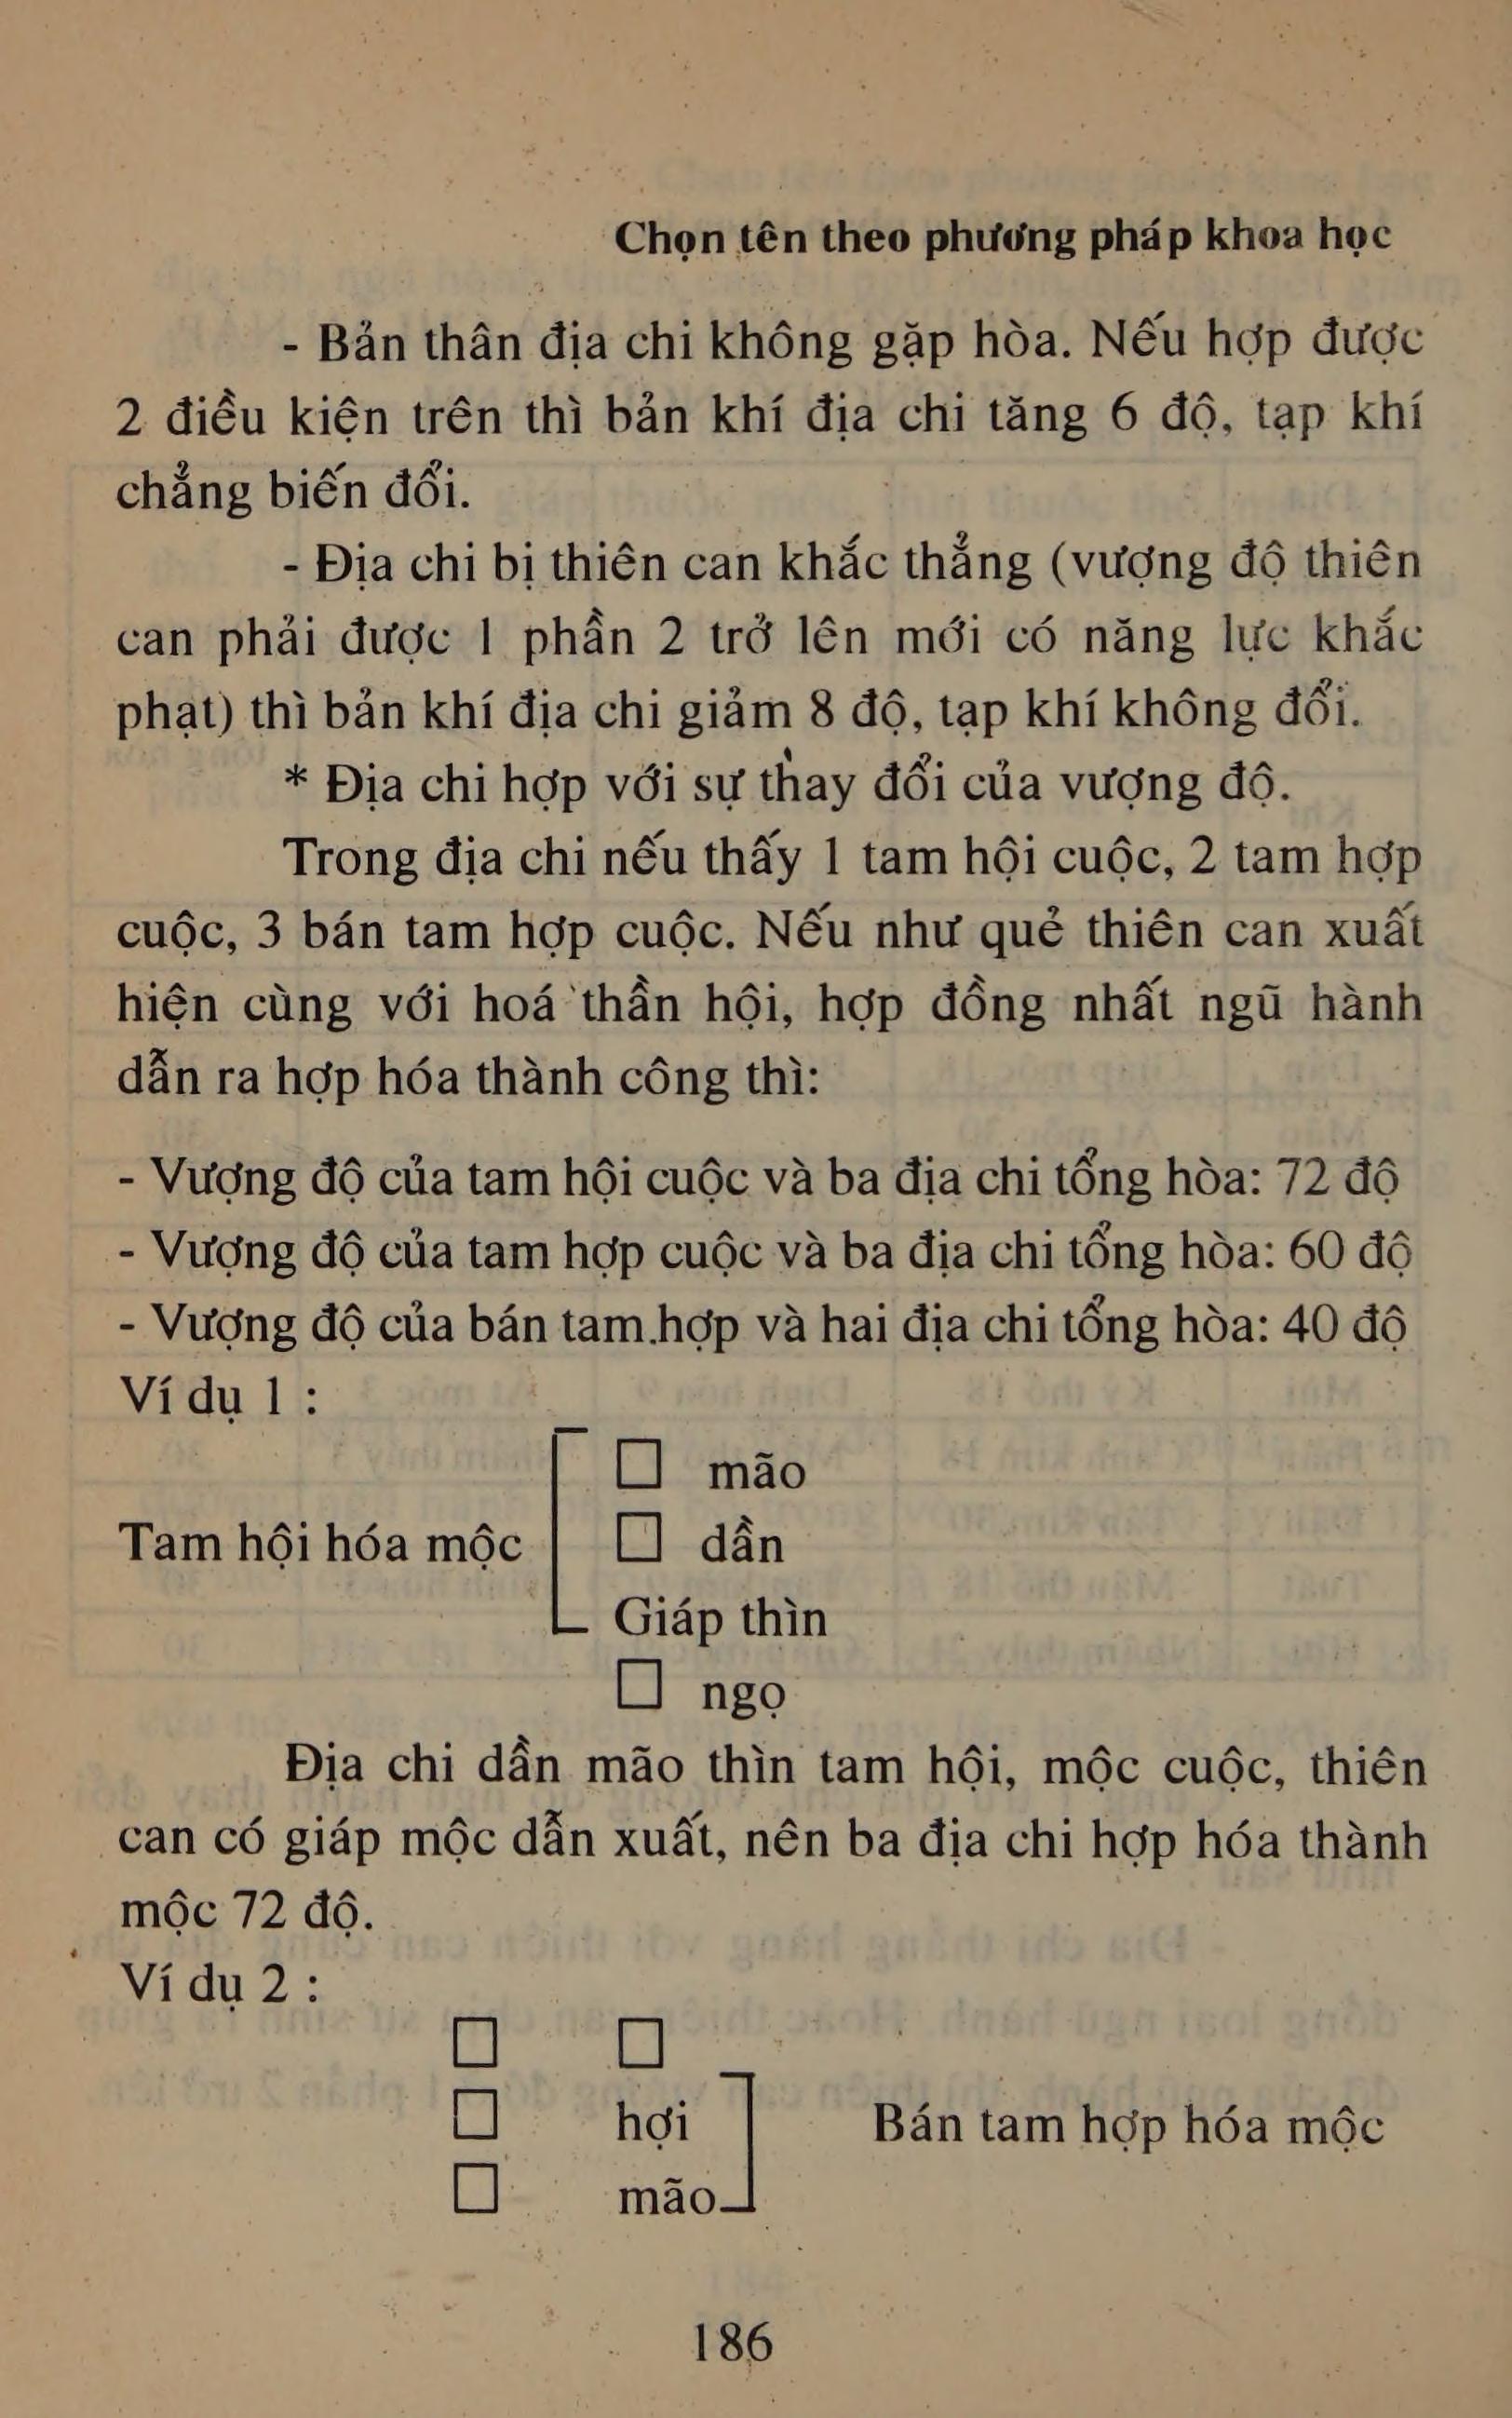 Chọn tên theo phương pháp khoa học
- Bản thân địa chi không gặp hòa. Nếu hợp được
2 điều kiện trên thì bản khí địa chi tăng 6 độ, tạp khí
chẳng biến đổi.
- Địa chi bị thiên can khắc thẳng (vượng độ thiên
can phải được 1 phần 2 trở lên mới có năng lực khắc
phạt) thì bản khí địa chi giảm 8 độ, tạp khí không đổi.
* Địa chi hợp với sự thay đổi của vượng độ.
Trong địa chi nếu thấy 1 tam hội cuộc, 2 tam hợp
cuộc, 3 bán tam hợp cuộc. Nếu như quẻ thiên can xuất
hiện cùng với hoá thần hội, hợp đồng nhất ngũ hành
dẫn ra hợp hóa thành công thì:
- Vượng độ của tam hội cuộc và ba địa chi tổng hòa: 72 độ
- Vượng độ của tam hợp cuộc và ba địa chi tổng hòa: 60 độ
- Vượng độ của bán tam hợp và hai địa chi tổng hòa: 40 độ
Ví dụ 1 :
□ mão
Tam hội hóa mộc □ dần
Giáp thìn
□ ngọ
Địa chi dần mão thìn tam hội, mộc cuộc, thiên
can có giáp mộc dẫn xuất, nên ba địa chi hợp hóa thành
mộc 72 độ.
Ví dụ 2 :
□ □
□ hợi Bán tam hợp hóa mộc
□ mão
186